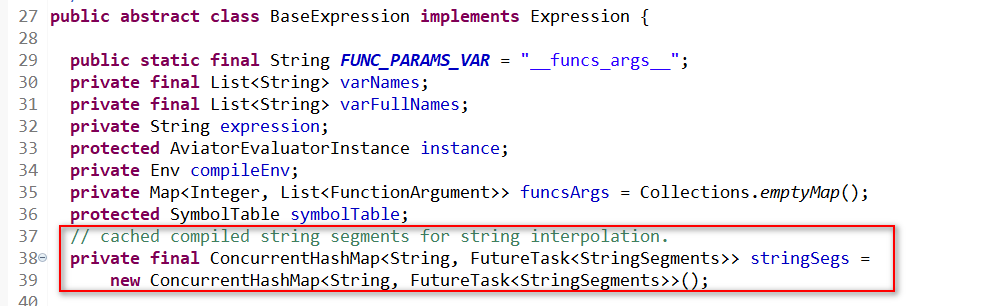 27 public abstract class BaseExpression implements Expression {
28
29 public static final String FUNC_PARAMS_VAR = "__funcs_args__";
30 private final List<String> varNames;
31 private final List<String> varFullNames;
32 private String expression;
33 protected AviatorEvaluatorInstance instance;
34 private Env compileEnv;
35 private Map<Integer, List<FunctionArgument>> funcsArgs = Collections.emptyMap();
36 protected SymbolTable symbolTable;
37 // cached compiled string segments for string interpolation.
38 private final ConcurrentHashMap<String, FutureTask<StringSegments>> stringSegs =
39 new ConcurrentHashMap<String, FutureTask<StringSegments>>();
40